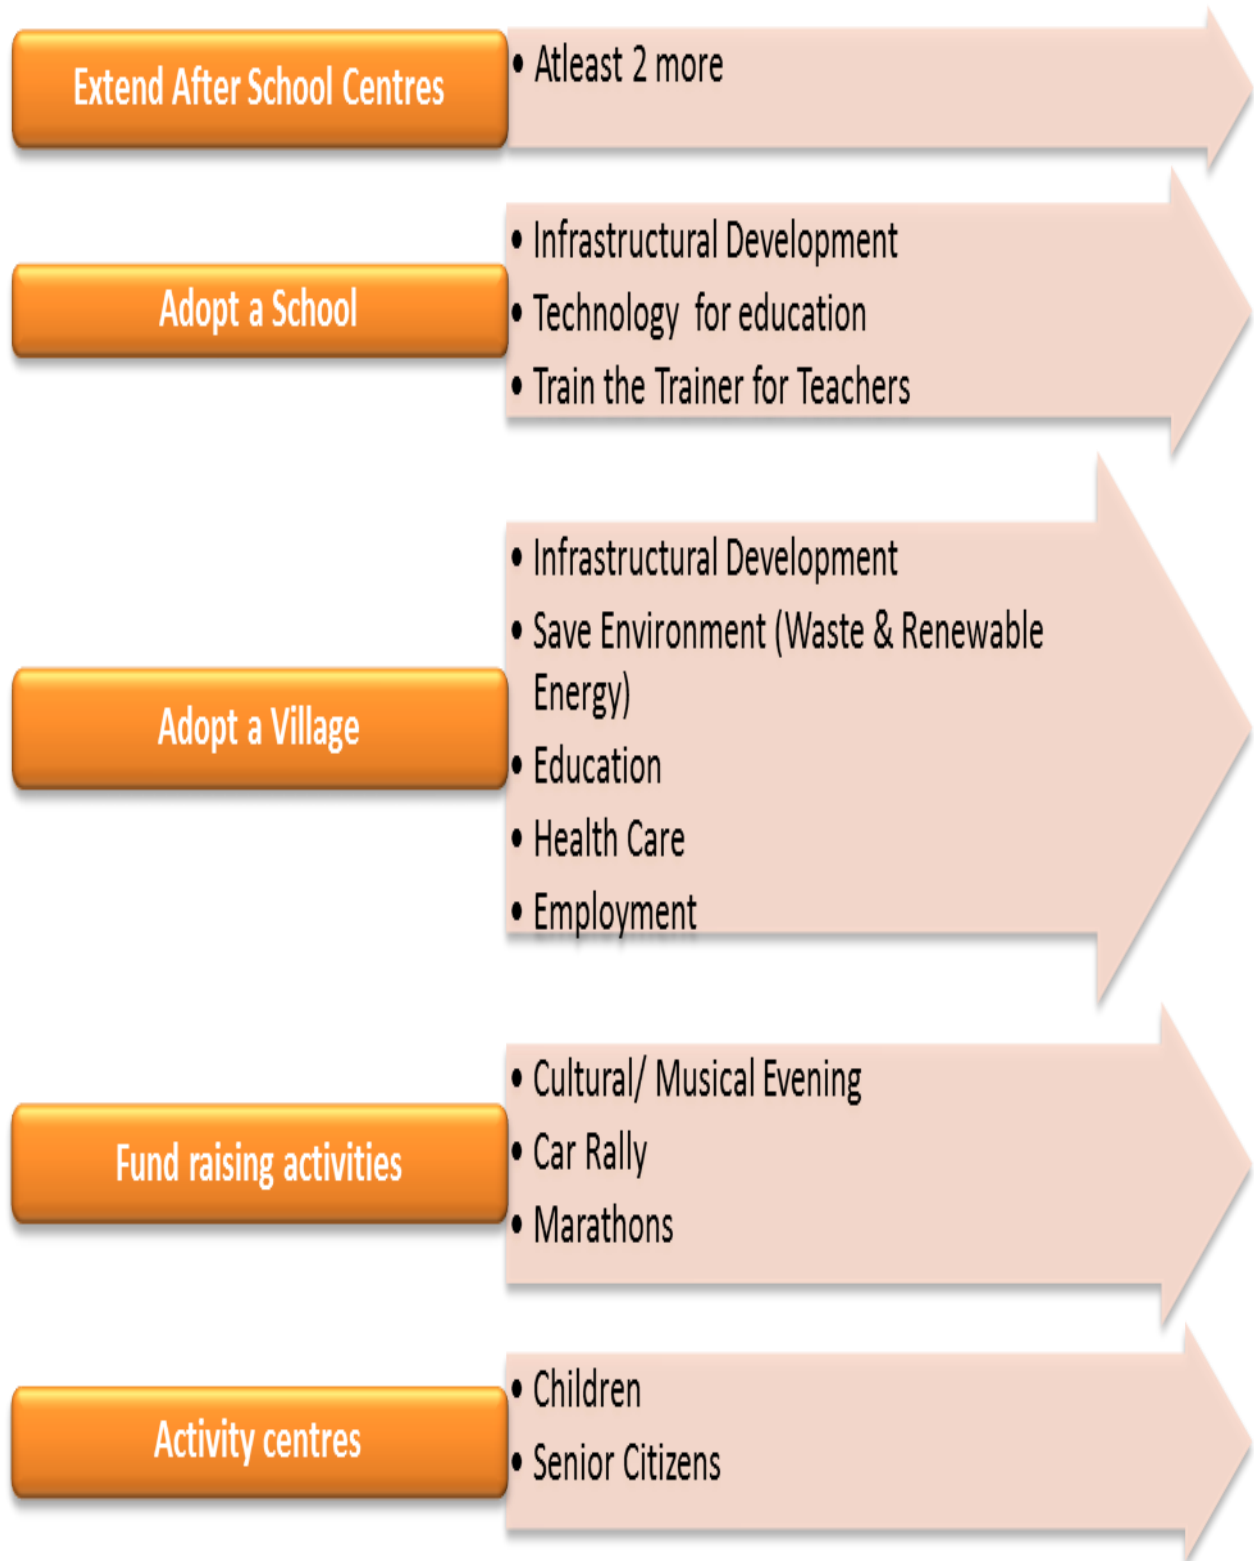 Extend After School Centres
• Atleast 2 more
Adopt a School
• Infrastructural Development
• Technology for education
• Train the Trainer for Teachers
Adopt a Village
• Infrastructural Development
• Save Environment (Waste & Renewable
Energy)
• Education
• Health Care
• Employment
Fund raising activities
• Cultural/ Musical Evening
• Car Rally
• Marathons
Activity centres
• Children
• Senior Citizens